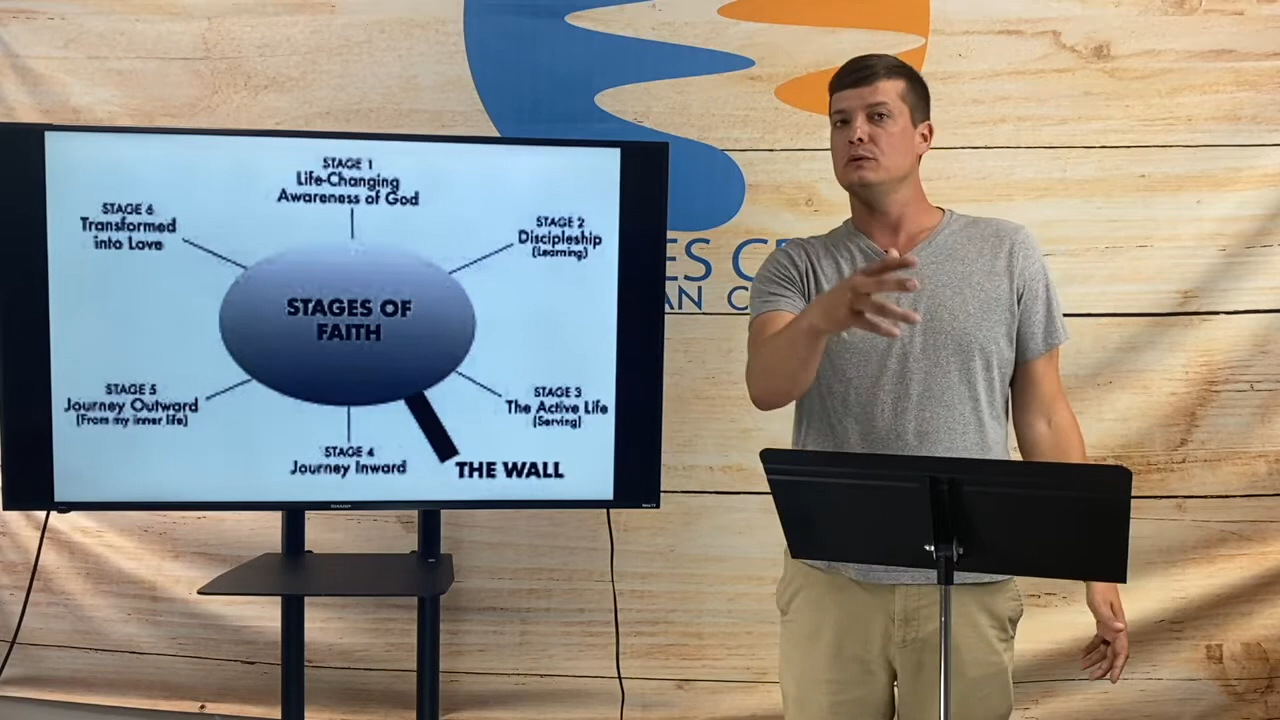 STAGE 1
Life-Changing
Awareness of God
STAGE 2
Discipleship
(Learning)
STAGE 3
The Active Life
(Serving)
THE WALL
STAGE 4
Journey Inward
STAGE 5
Journey Outward
(From my inner life)
STAGE 6
Transformed
into Love
STAGES OF
FAITH
SHARP